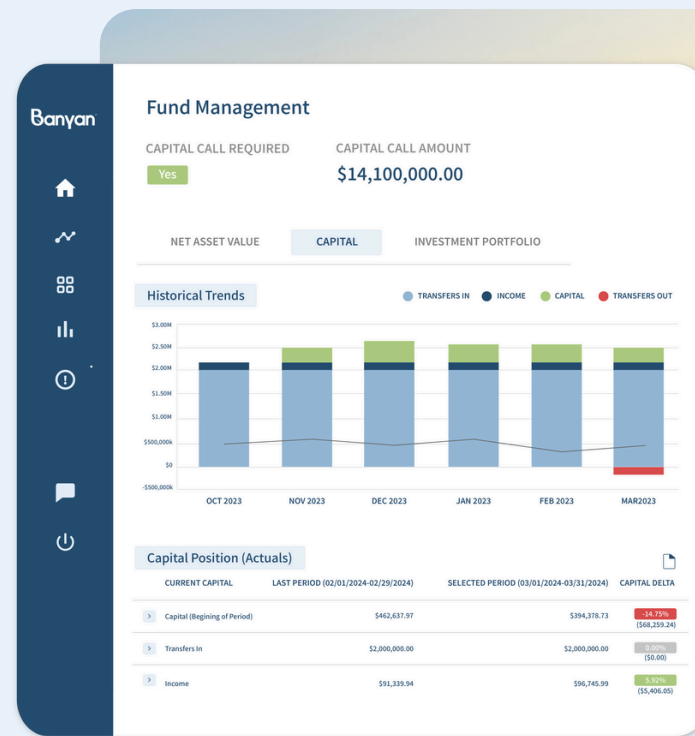 Banyan
Fund Management
CAPITAL CALL REQUIRED CAPITAL CALL AMOUNT
Yes $14,100,000.00
NET ASSET VALUE CAPITAL INVESTMENT PORTFOLIO
Historical Trends TRANSFERS IN INCOME CAPITAL TRANSFERS OUT
$3.00M
$2.50M
$2.00M
$1.50M
$1.00M
$500,000k
$0
-$500,000k
OCT 2023 NOV 2023 DEC 2023 JAN 2023 FEB 2023 MAR2023
Capital Position (Actuals)
CURRENT CAPITAL LAST PERIOD (02/01/2024-02/29/2024) SELECTED PERIOD (03/01/2024-03/31/2024) CAPITAL DELTA
Capital (Begining of Period) $462,637.97 $394,378.73 -14.75%
($68,259.24)
Transfers In $2,000,000.00 $2,000,000.00 0.00%
($0.00)
Income $91,339.94 $96,745.99 5.92%
($5,406.05)